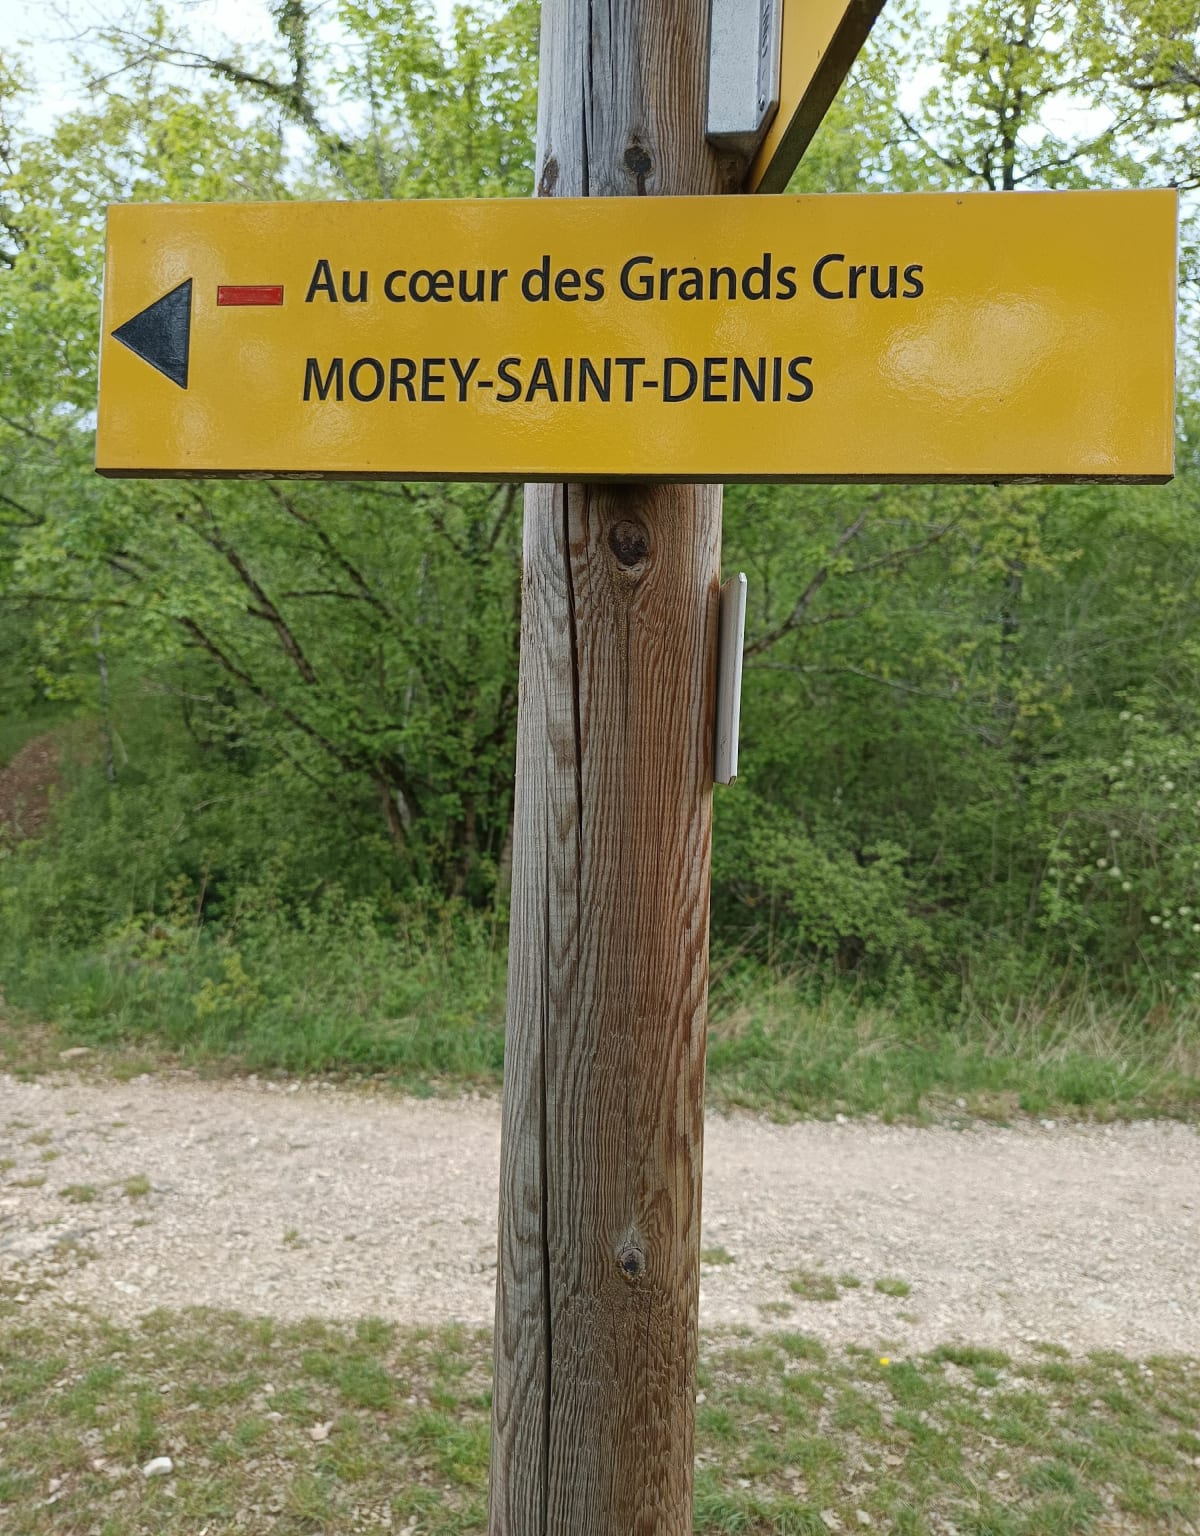 Au cœur des Grands Crus
MOREY-SAINT-DENIS